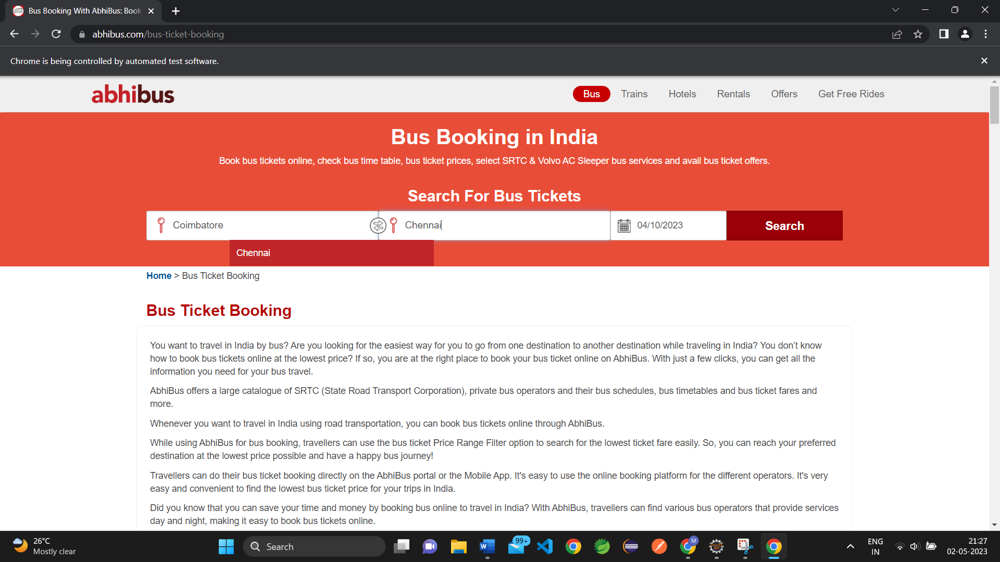 Bus Booking With AbhiBus: Book
abhibus.com/bus-ticket-booking
Chrome is being controlled by automated test software.
abhibus
Bus Trains Hotels Rentals Offers Get Free Rides
Bus Booking in India
Book bus tickets online, check bus time table, bus ticket prices, select SRTC & Volvo AC Sleeper bus services and avail bus ticket offers.
Search For Bus Tickets
Coimbatore Chennai 04/10/2023 Search
Chennai
Home > Bus Ticket Booking
Bus Ticket Booking
You want to travel in India by bus? Are you looking for the easiest way for you to go from one destination to another destination while traveling in India? You don’t know
how to book bus tickets online at the lowest price? If so, you are at the right place to book your bus ticket online on AbhiBus. With just a few clicks, you can get all the
information you need for your bus travel.
AbhiBus offers a large catalogue of SRTC (State Road Transport Corporation), private bus operators and their bus schedules, bus timetables and bus ticket fares and
more.
Whenever you want to travel in India using road transportation, you can book bus tickets online through AbhiBus.
While using AbhiBus for bus booking, travellers can use the bus ticket Price Range Filter option to search for the lowest ticket fare easily. So, you can reach your preferred
destination at the lowest price possible and have a happy bus journey!
Travellers can do their bus ticket booking directly on the AbhiBus portal or the Mobile App. It's easy to use the online booking platform for the different operators. It's very
easy and convenient to find the lowest bus ticket price for your trips in India.
Did you know that you can save your time and money by booking bus online to travel in India? With AbhiBus, travellers can find various bus operators that provide services
day and night, making it easy to book bus tickets online.
26°C
Mostly clear
Search
99+
M
ENG
IN
21:27
02-05-2023